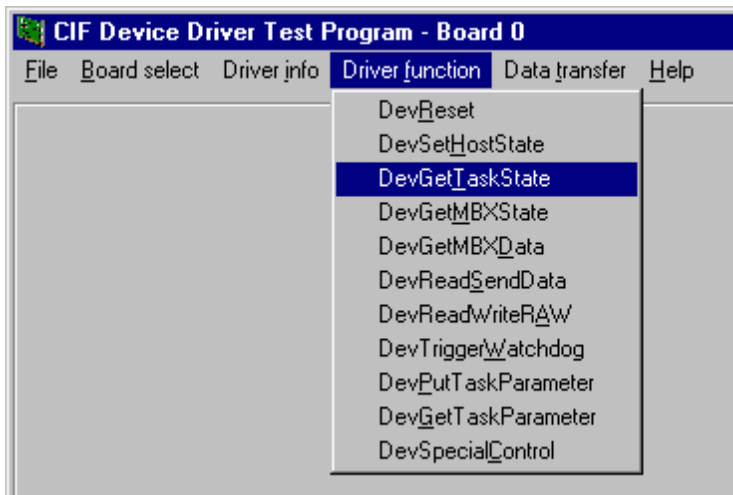 CIF Device Driver Test Program - Board 0
File Board select Driver info Driver function Data transfer Help
DevReset
DevSetHostState
DevGetTaskState
DevGetMBXState
DevGetMBXData
DevReadSendData
DevReadWriteRAW
DevTriggerWatchdog
DevPutTaskParameter
DevGetTaskParameter
DevSpecialControl